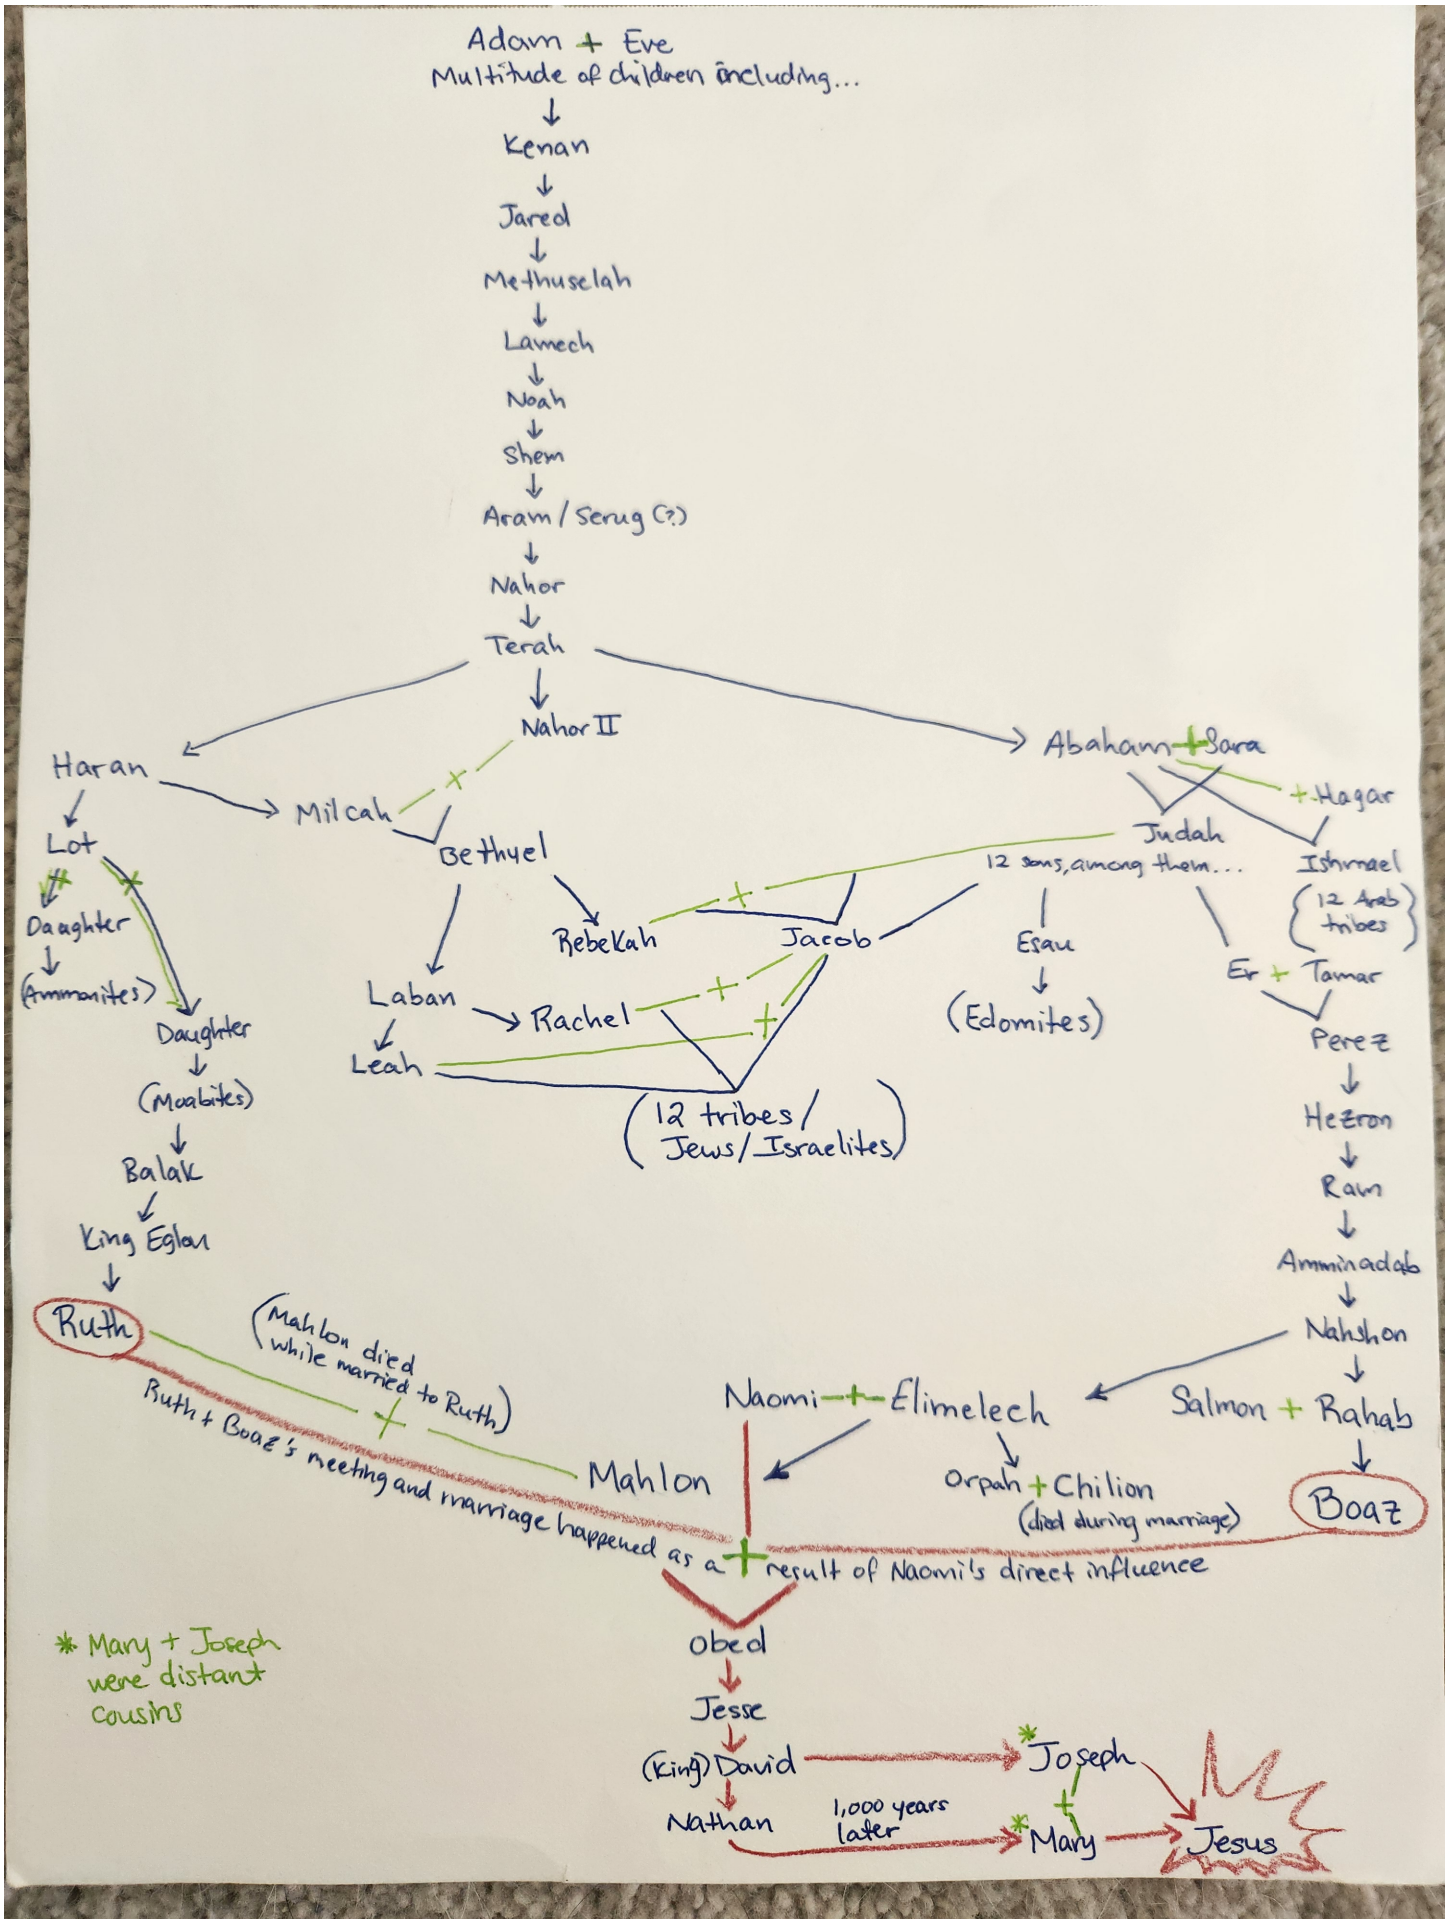 Adam + Eve
Multitude of children including...
Kenan
Jared
Methuselah
Lamech
Noah
Shem
Aram/Serug (?)
Nahor
Terah
Nahor II
Abaham + Sara
Haran
+ Hagar
Milcah
Judah
Lot
Bethuel
12 sons, among them...
Ishmael
(12 Arab
tribes)
Daughter
Rebekah
Jacob
Esau
Er + Tamar
(Ammonites)
Laban
Rachel
(Edomites)
Daughter
Perez
Leah
(Moabites)
(12 tribes/
Jews/Israelites)
Hezron
Balak
Ram
King Eglon
Amminadab
Ruth
(Mahlon died
while married to Ruth)
Nahshon
Naomi + Elimelech
Salmon + Rahab
Mahlon
Orpah + Chilion
(died during marriage)
Boaz
Ruth + Boaz's meeting and marriage happened as a + result of Naomi's direct influence
Obed
* Mary + Joseph
were distant
cousins
Jesse
(King) David
* Joseph
+
Nathan
1,000 years
later
* Mary
Jesus